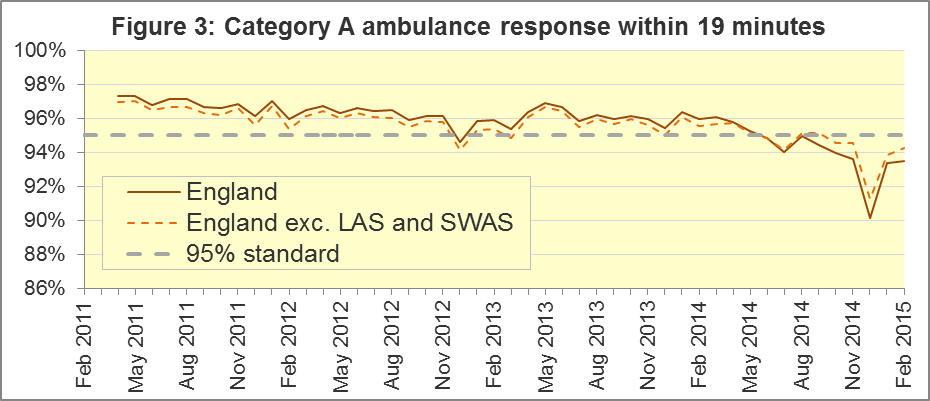 Figure 3: Category A ambulance response within 19 minutes
100%
98%
96%
94%
92%
90%
88%
86%
England
England exc. LAS and SWAS
95% standard
Feb 2011
May 2011
Aug 2011
Nov 2011
Feb 2012
May 2012
Aug 2012
Nov 2012
Feb 2013
May 2013
Aug 2013
Nov 2013
Feb 2014
May 2014
Aug 2014
Nov 2014
Feb 2015